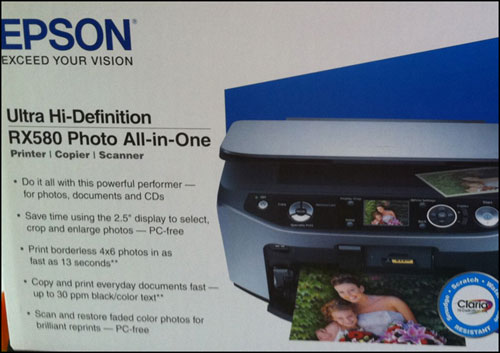 EPSON®
EXCEED YOUR VISION
Ultra Hi-Definition
RX580 Photo All-in-One
Printer | Copier | Scanner
• Do it all with this powerful performer —
for photos, documents and CDs
• Save time using the 2.5" display to select,
crop and enlarge photos — PC-free
• Print borderless 4x6 photos in as
fast as 13 seconds**
• Copy and print everyday documents fast —
up to 30 ppm black/color text**
• Scan and restore faded color photos for
brilliant reprints — PC-free
Smudge • Scratch • Water
Claria
RESISTANT